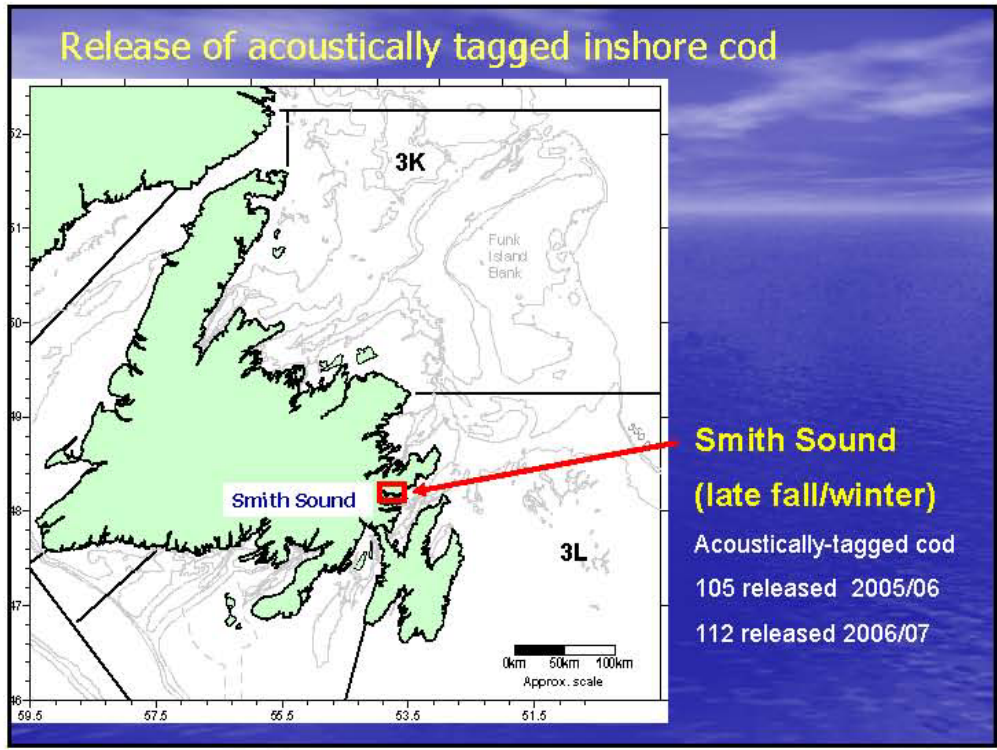 Release of acoustically tagged inshore cod
52
51
50
49
48
47
46
59.5
57.5
55.5
53.5
51.5
3K
Funk
Island
Bank
Smith Sound
3L
0km 50km 100km
Approx. scale
Smith Sound
(late fall/winter)
Acoustically-tagged cod
105 released 2005/06
112 released 2006/07